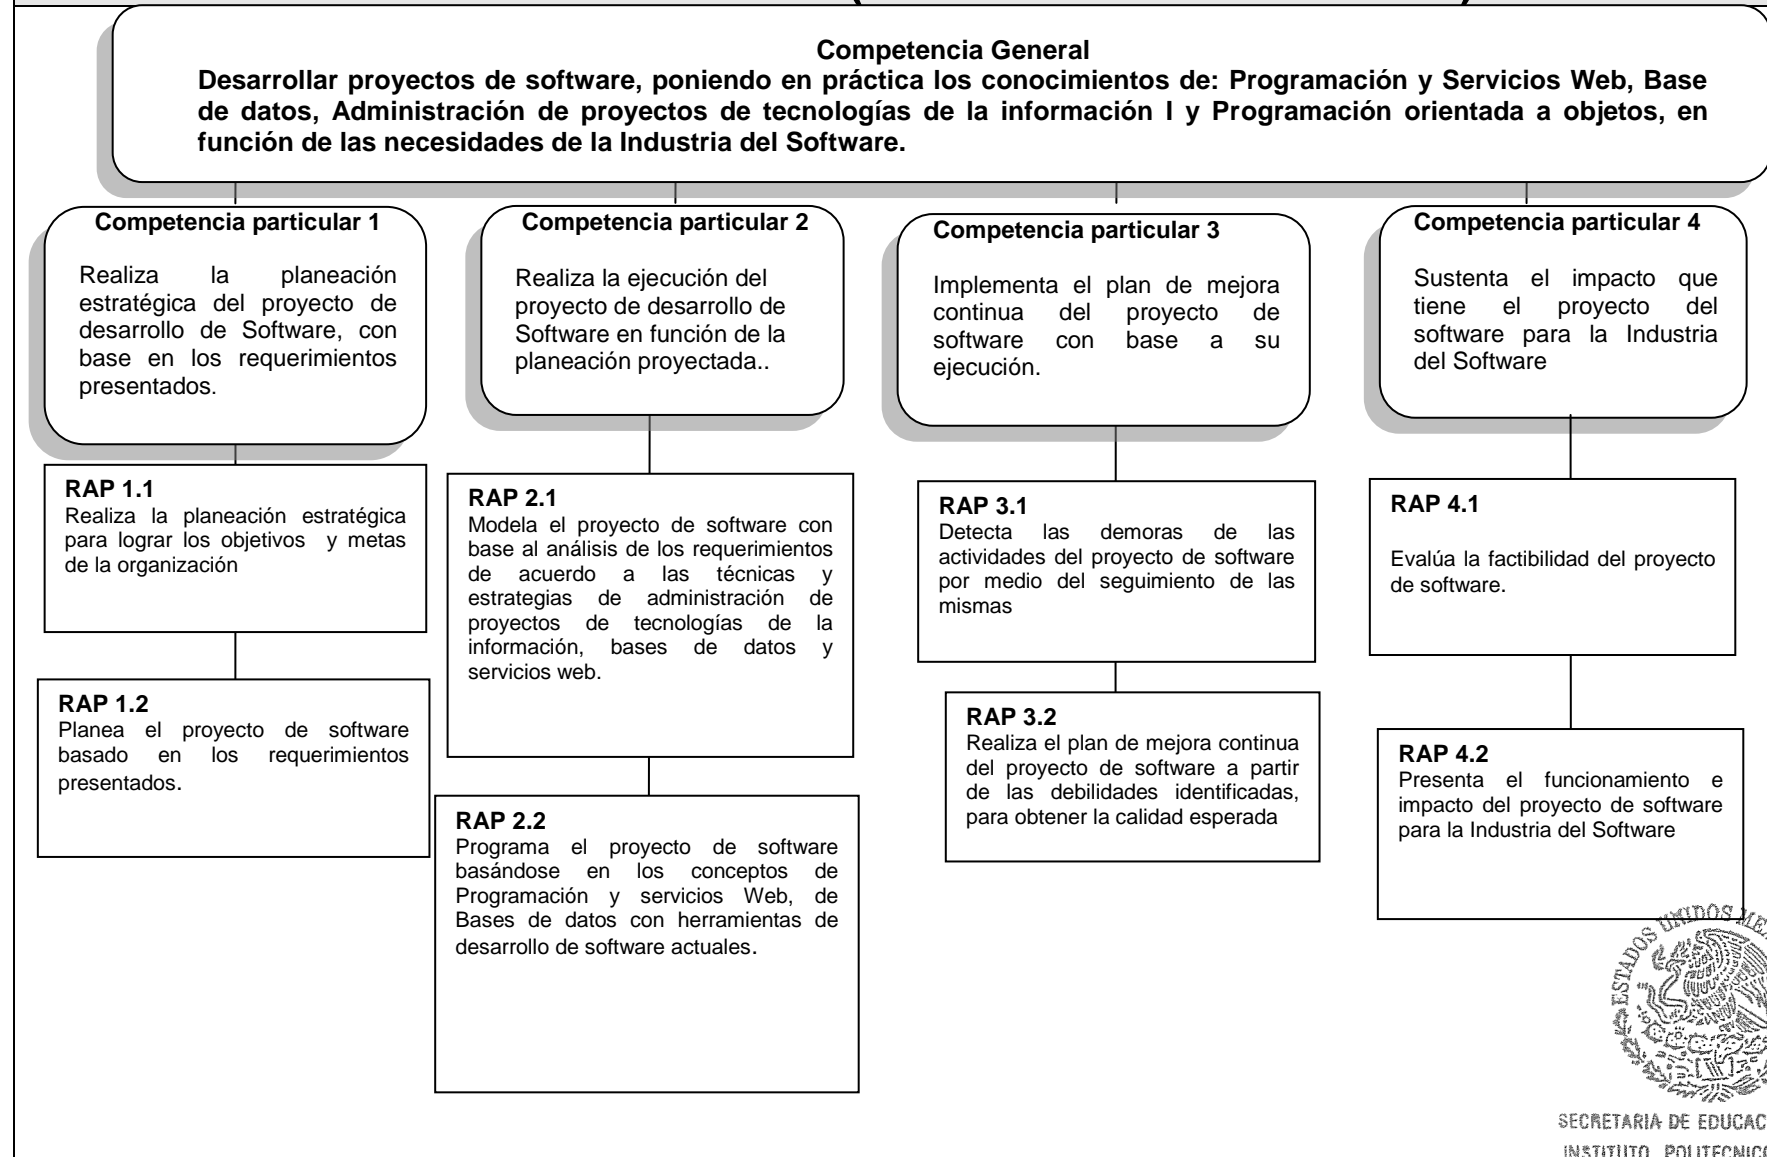 Competencia General
Desarrollar proyectos de software, poniendo en práctica los conocimientos de: Programación y Servicios Web, Base
de datos, Administración de proyectos de tecnologías de la información I y Programación orientada a objetos, en
función de las necesidades de la Industria del Software.
Competencia particular 1
Realiza la planeación
estratégica del proyecto de
desarrollo de Software, con
base en los requerimientos
presentados.
RAP 1.1
Realiza la planeación estratégica
para lograr los objetivos y metas
de la organización
RAP 1.2
Planea el proyecto de software
basado en los requerimientos
presentados.
Competencia particular 2
Realiza la ejecución del
proyecto de desarrollo de
Software en función de la
planeación proyectada..
RAP 2.1
Modela el proyecto de software con
base al análisis de los requerimientos
de acuerdo a las técnicas y
estrategias de administración de
proyectos de tecnologías de la
información, bases de datos y
servicios web.
RAP 2.2
Programa el proyecto de software
basándose en los conceptos de
Programación y servicios Web, de
Bases de datos con herramientas de
desarrollo de software actuales.
Competencia particular 3
Implementa el plan de mejora
continua del proyecto de
software con base a su
ejecución.
RAP 3.1
Detecta las demoras de las
actividades del proyecto de software
por medio del seguimiento de las
mismas
RAP 3.2
Realiza el plan de mejora continua
del proyecto de software a partir
de las debilidades identificadas,
para obtener la calidad esperada
Competencia particular 4
Sustenta el impacto que
tiene el proyecto del
software para la Industria
del Software
RAP 4.1
Evalúa la factibilidad del proyecto
de software.
RAP 4.2
Presenta el funcionamiento e
impacto del proyecto de software
para la Industria del Software
ESTADOS UNIDOS ME
SECRETARIA DE EDUCAC
INSTITUTO POLITECNICO